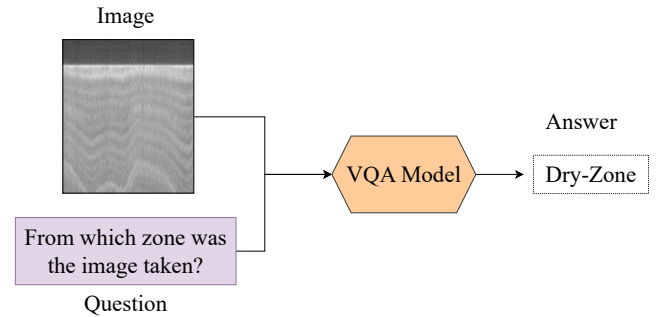 Image
Answer
VQA Model
Dry-Zone
From which zone was
the image taken?
Question